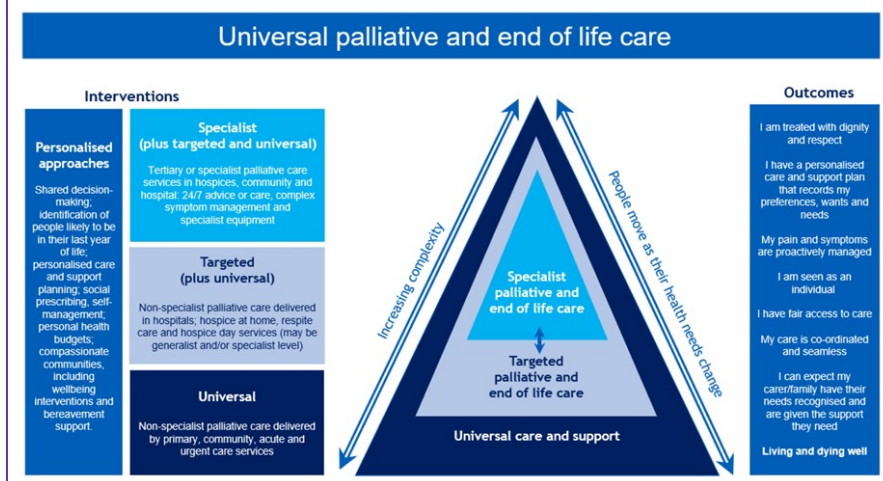 Universal palliative and end of life care
Interventions
Personalised
approaches
Shared decision-
making;
identification of
people likely to be
in their last year
of life;
personalised care
and support
planning; social
prescribing, self-
management;
personal health
budgets;
compassionate
communities,
including
wellbeing
interventions and
bereavement
support.
Specialist
(plus targeted and universal)
Tertiary or specialist palliative care
services in hospices, community and
hospital: 24/7 advice or care, complex
symptom management and
specialist equipment
Targeted
(plus universal)
Non-specialist palliative care delivered
in hospitals; hospice at home, respite
care and hospice day services (may be
generalist and/or specialist level)
Universal
Non-specialist palliative care delivered
by primary, community, acute and
urgent care services
Increasing complexity
Specialist
palliative and
end of life care
Targeted
palliative and
end of life care
Universal care and support
People move as their health needs change
Outcomes
I am treated with dignity
and respect
I have a personalised
care and support plan
that records my
preferences, wants and
needs
My pain and symptoms
are proactively managed
I am seen as an
individual
I have fair access to care
My care is co-ordinated
and seamless
I can expect my
carer/family have their
needs recognised and
are given the support
they need
Living and dying well